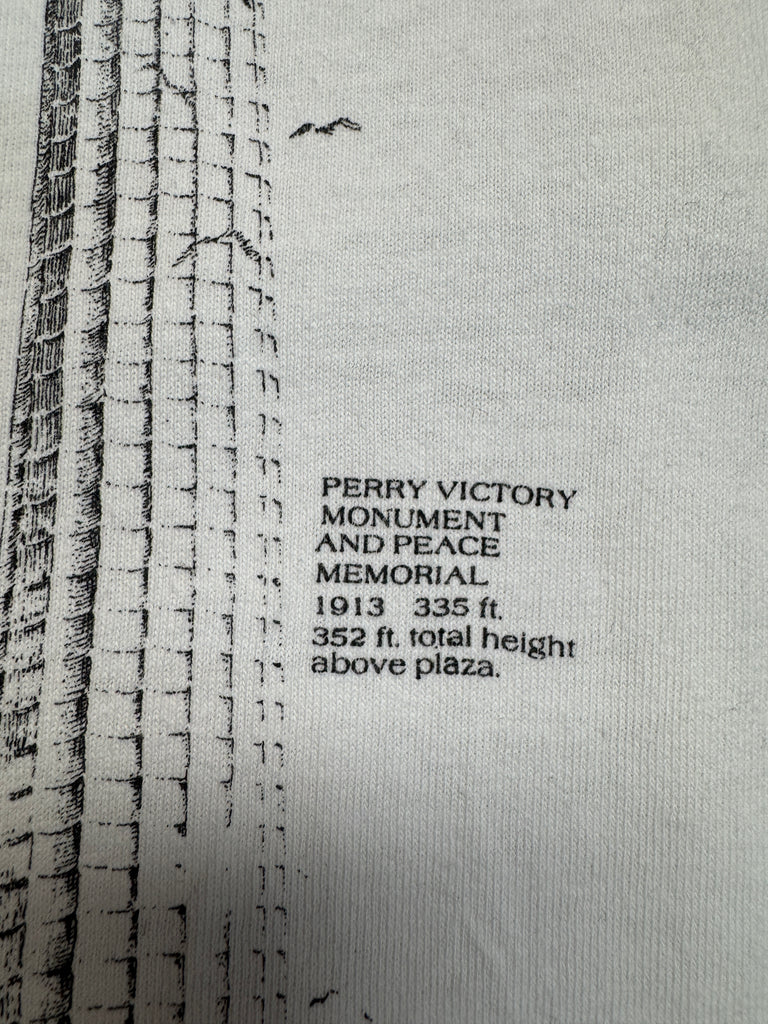 PERRY VICTORY
MONUMENT
AND PEACE
MEMORIAL
1913 335 ft.
352 ft. total height
above plaza.